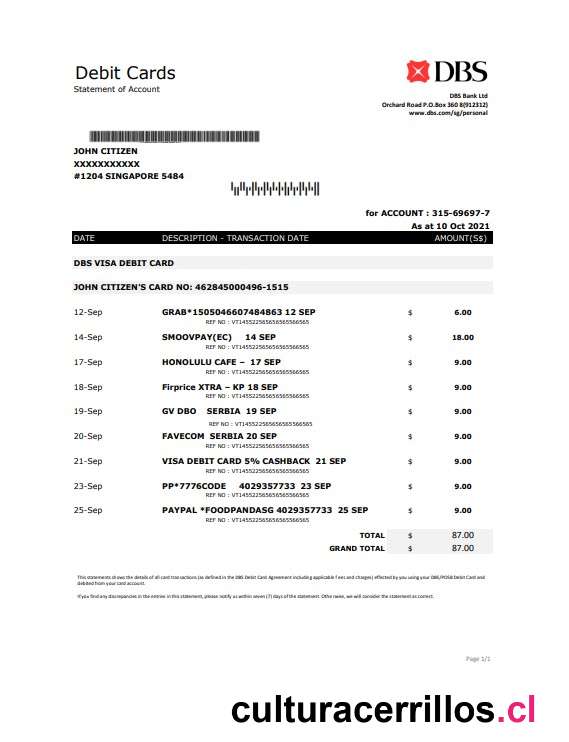 Debit Cards
Statement of Account
DBS
DBS Bank Ltd
Orchard Road P.O.Box 360 8(912312)
www.dbs.com/sg/personal
JOHN CITIZEN
XXXXXXXXXXX
#1204 SINGAPORE 5484
for ACCOUNT : 315-69697-7
As at 10 Oct 2021
DATE DESCRIPTION - TRANSACTION DATE AMOUNT(S$)
DBS VISA DEBIT CARD
JOHN CITIZEN'S CARD NO: 462845000496-1515
12-Sep GRAB*1505046607484863 12 SEP $ 6.00
REF NO : VT145522565656565566565
14-Sep SMOOVPAY(EC) 14 SEP $ 18.00
REF NO : VT145522565656565566565
17-Sep HONOLULU CAFE – 17 SEP $ 9.00
REF NO : VT145522565656565566565
18-Sep Firprice XTRA – KP 18 SEP $ 9.00
REF NO : VT145522565656565566565
19-Sep GV DBO SERBIA 19 SEP $ 9.00
REF NO : VT145522565656565566565
20-Sep FAVECOM SERBIA 20 SEP $ 9.00
REF NO : VT145522565656565566565
21-Sep VISA DEBIT CARD 5% CASHBACK 21 SEP $ 9.00
REF NO : VT145522565656565566565
23-Sep PP*7776CODE 4029357733 23 SEP $ 9.00
REF NO : VT145522565656565566565
25-Sep PAYPAL *FOODPANDASG 4029357733 25 SEP $ 9.00
REF NO : VT145522565656565566565
TOTAL $ 87.00
GRAND TOTAL $ 87.00
This statements shows the details of all card transactions (as defined in the DBS Debit Card Agreement including applicable fees and charges) effected by you using your DBS/POSB Debit Card and
debited from your card account.
If you find any discrepancies in the entries in this statement, please notify us within seven (7) days of the statement. Otherwise, we will consider the statement as correct.
Page 1/1
culturacerrillos.cl